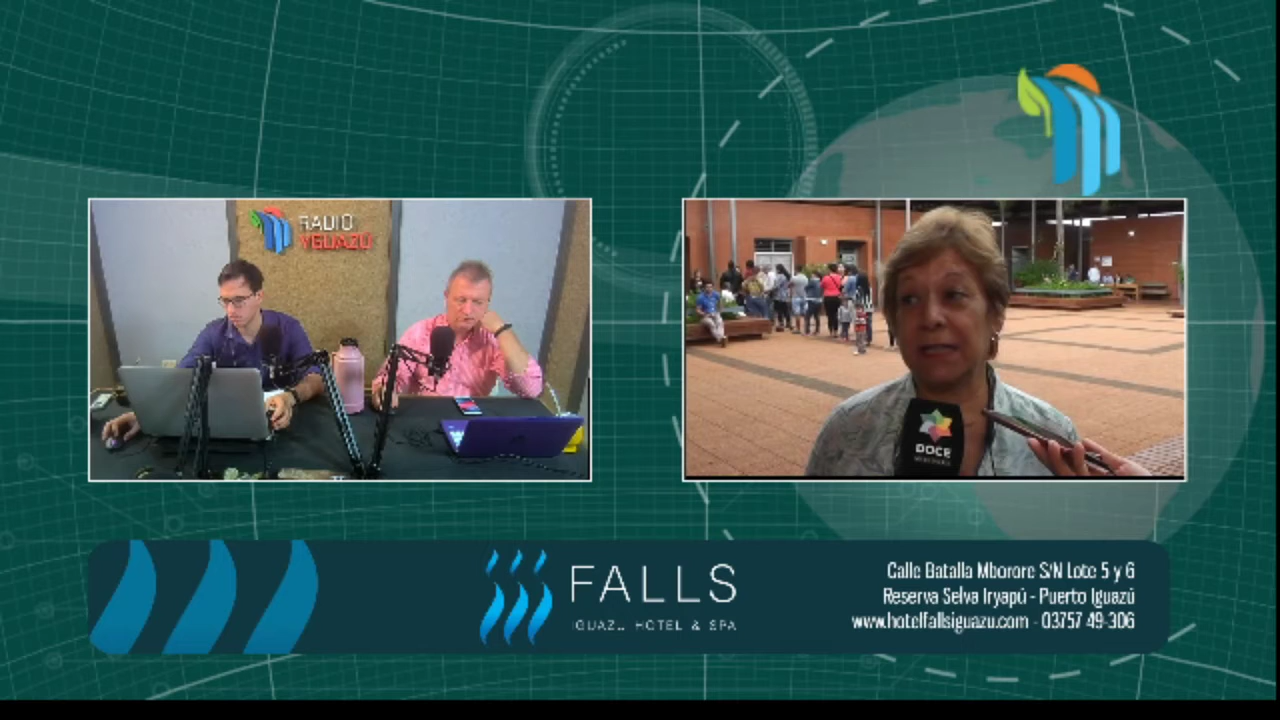 RADIO
YGUAZÚ
DOCE
FALLS
IGUAZU HOTEL & SPA
Calle Batalla Mborore S/N Lote 5 y 6
Reserva Selva Iryapú - Puerto Iguazú
www.hotelfallsiguazu.com - 03757 49-306